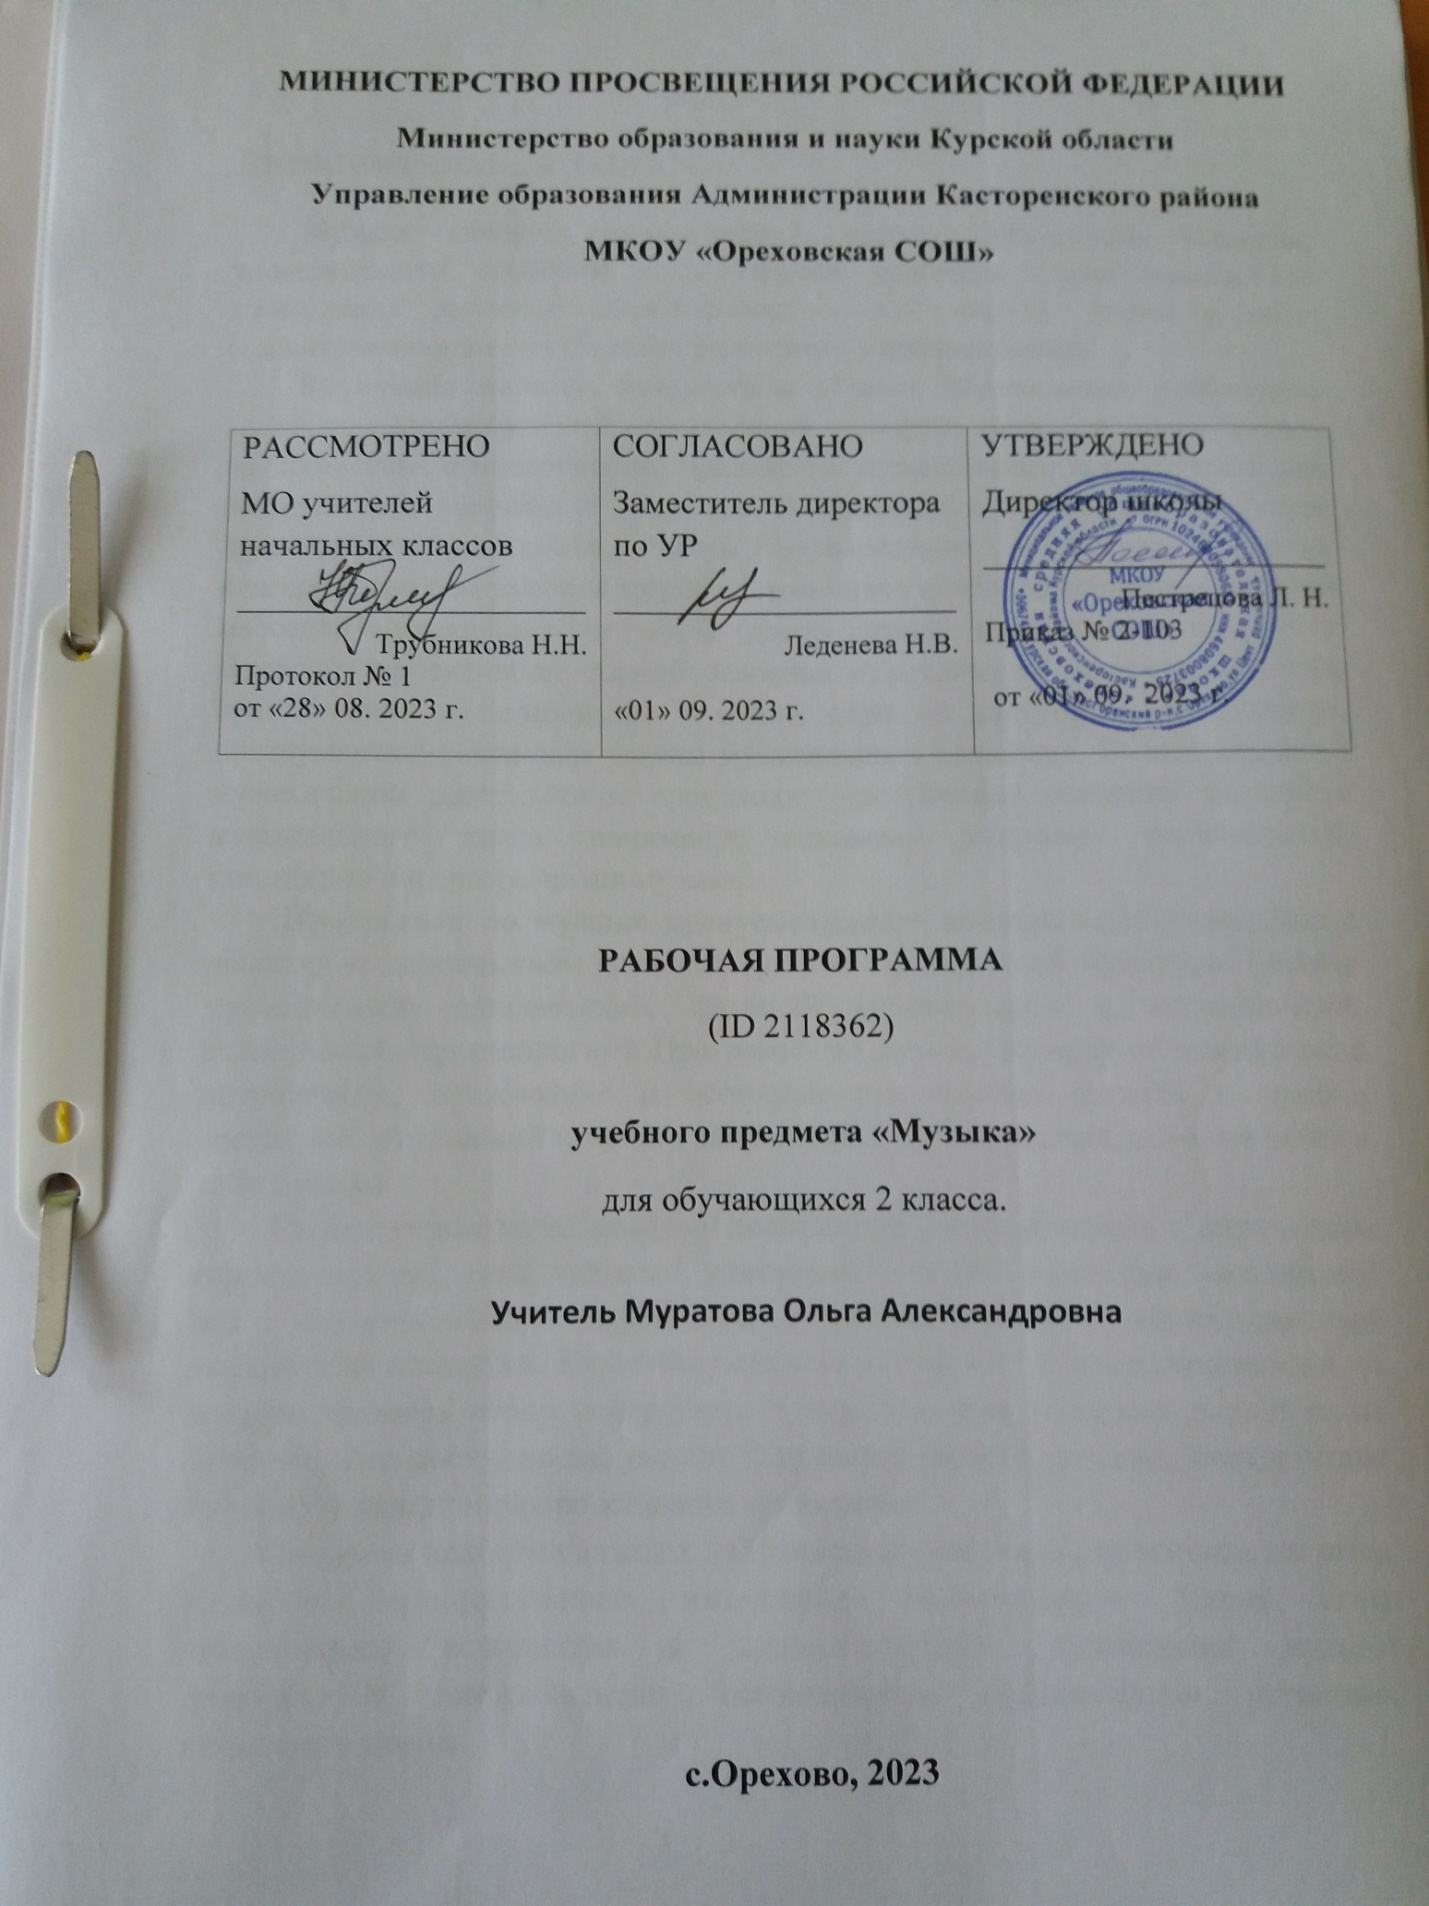 МИНИСТЕРСТВО ПРОСВЕЩЕНИЯ РОССИЙСКОЙ ФЕДЕРАЦИИ
Министерство образования и науки Курской области
Управление образования Администрации Касторенского района
МКОУ «Ореховская СОШ»
РАССМОТРЕНО
МО учителей
начальных классов
Трубникова Н.Н.
Протокол № 1
от «28» 08. 2023 г.
СОГЛАСОВАНО
Заместитель директора
по УР
Леденева Н.В.
«01» 09. 2023 г.
УТВЕРЖДЕНО
Директор школы
МКОУ
Пестрецова Л. Н.
Приказ № 2-103
от «01» 09. 2023 г.
РАБОЧАЯ ПРОГРАММА
(ID 2118362)
учебного предмета «Музыка»
для обучающихся 2 класса.
Учитель Муратова Ольга Александровна
с.Орехово, 2023